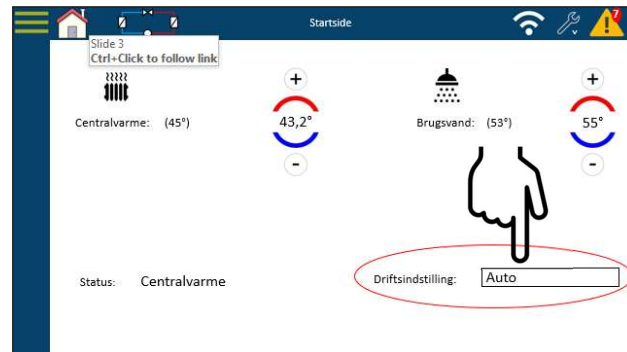 Startside
7
Slide 3
Ctrl+Click to follow link
+
+
Centralvarme: (45°)
43,2°
Brugsvand: (53°)
55°
-
-
Status: Centralvarme
Driftsindstilling: Auto